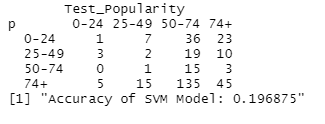 Test_Popularity
p 0-24 25-49 50-74 74+
0-24 1 7 36 23
25-49 3 2 19 10
50-74 0 1 15 3
74+ 5 15 135 45
[1] "Accuracy of SVM Model: 0.196875"